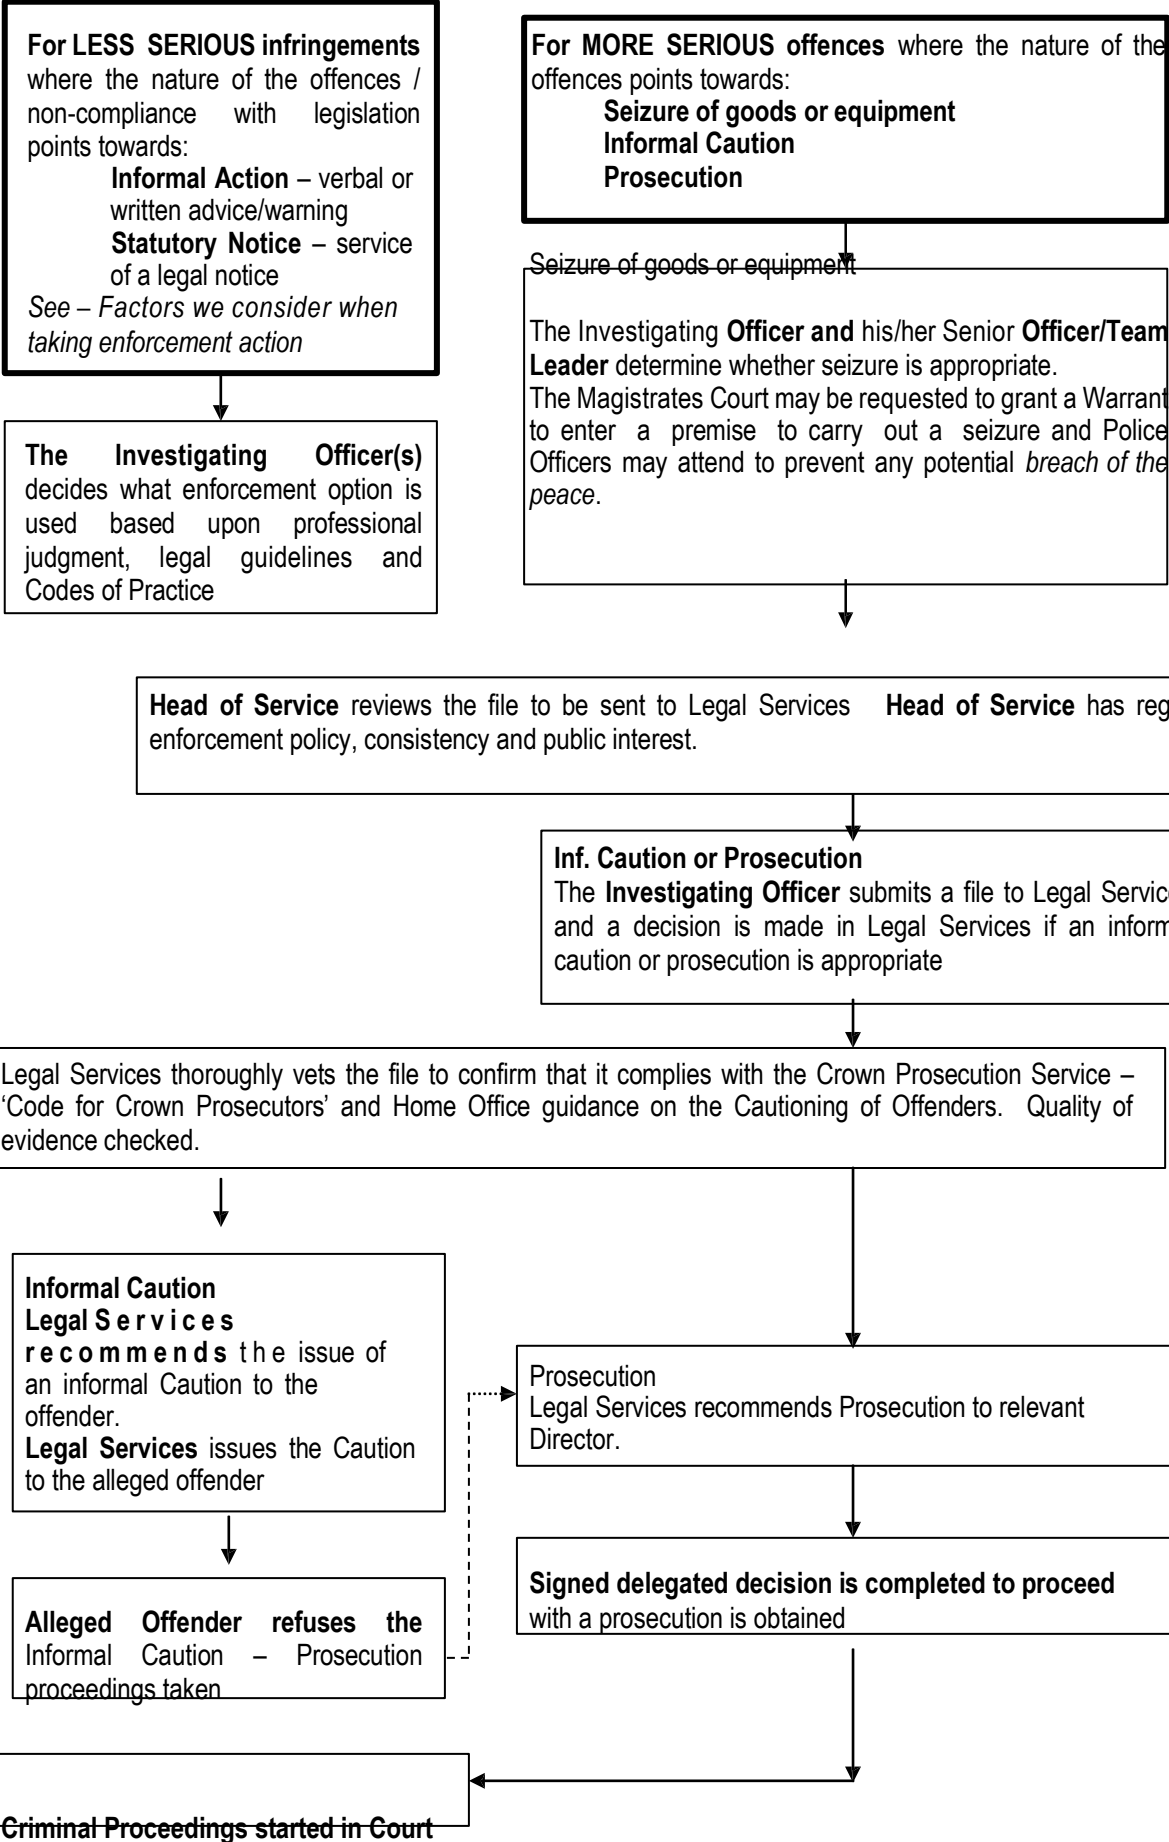 For LESS SERIOUS infringements
where the nature of the offences /
non-compliance with legislation
points towards:
Informal Action – verbal or
written advice/warning
Statutory Notice – service
of a legal notice
See – Factors we consider when
taking enforcement action
The Investigating Officer(s)
decides what enforcement option is
used based upon professional
judgment, legal guidelines and
Codes of Practice
For MORE SERIOUS offences where the nature of the
offences points towards:
Seizure of goods or equipment
Informal Caution
Prosecution
Seizure of goods or equipment
The Investigating Officer and his/her Senior Officer/Team
Leader determine whether seizure is appropriate.
The Magistrates Court may be requested to grant a Warrant
to enter a premise to carry out a seizure and Police
Officers may attend to prevent any potential breach of the
peace.
Head of Service reviews the file to be sent to Legal Services Head of Service has reg
enforcement policy, consistency and public interest.
Inf. Caution or Prosecution
The Investigating Officer submits a file to Legal Servic
and a decision is made in Legal Services if an inform
caution or prosecution is appropriate
Legal Services thoroughly vets the file to confirm that it complies with the Crown Prosecution Service –
‘Code for Crown Prosecutors’ and Home Office guidance on the Cautioning of Offenders. Quality of
evidence checked.
Informal Caution
Legal Services
recommends the issue of
an informal Caution to the
offender.
Legal Services issues the Caution
to the alleged offender
Prosecution
Legal Services recommends Prosecution to relevant
Director.
Alleged Offender refuses the
Informal Caution – Prosecution
proceedings taken
Signed delegated decision is completed to proceed
with a prosecution is obtained
Criminal Proceedings started in Court